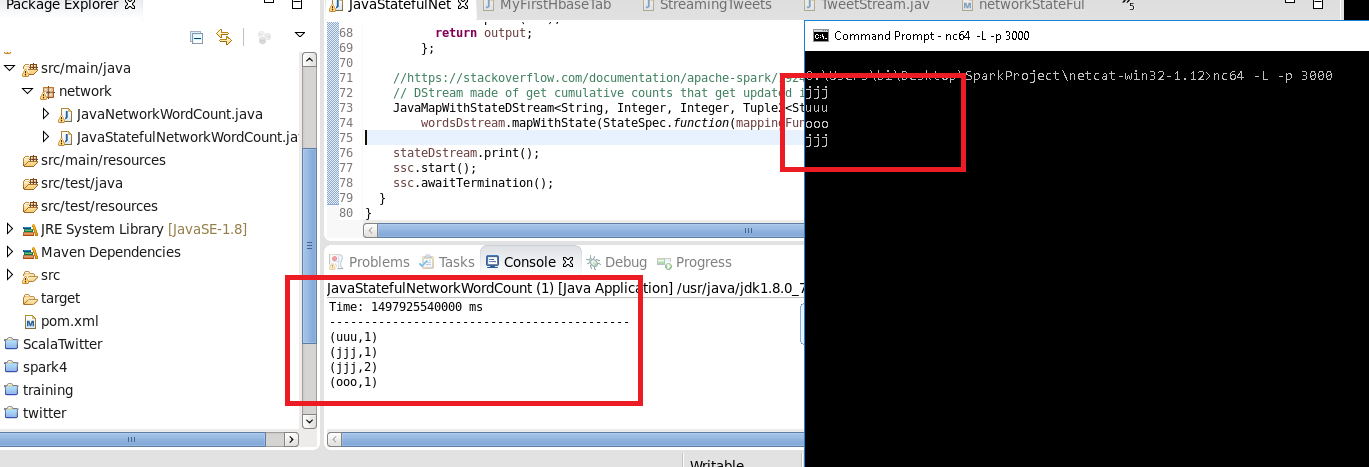 Package Explorer
src/main/java
network
JavaNetworkWordCount.java
JavaStatefulNetworkWordCount.ja
src/main/resources
src/test/java
src/test/resources
JRE System Library [JavaSE-1.8]
Maven Dependencies
src
target
pom.xml
ScalaTwitter
spark4
training
twitter
JavaStatefulNet
MyFirstHbaseTab
StreamingTweets
TweetStream.jav
networkStateFul
5
68 return output;
69 };
70
71 //https://stackoverflow.com/documentation/apache-spark/
72 // DStream made of get cumulative counts that get updated
73 JavaMapWithStateDStream<String, Integer, Integer, Tuple2<St
74 wordsDstream.mapWithState(StateSpec.function(mappingFun
75
76 stateDstream.print();
77 ssc.start();
78 ssc.awaitTermination();
79 }
80 }
Problems
Tasks
Console
Debug
Progress
JavaStatefulNetworkWordCount (1) [Java Application] /usr/java/jdk1.8.0_7
Time: 1497925540000 ms
-------------------------------------------
(uuu,1)
(jjj,1)
(jjj,2)
(ooo,1)
Writable
Command Prompt - nc64 -L -p 3000
C:\Users\bi\Desktop\SparkProject\netcat-win32-1.12>nc64 -L -p 3000
jjj
uuu
ooo
jjj